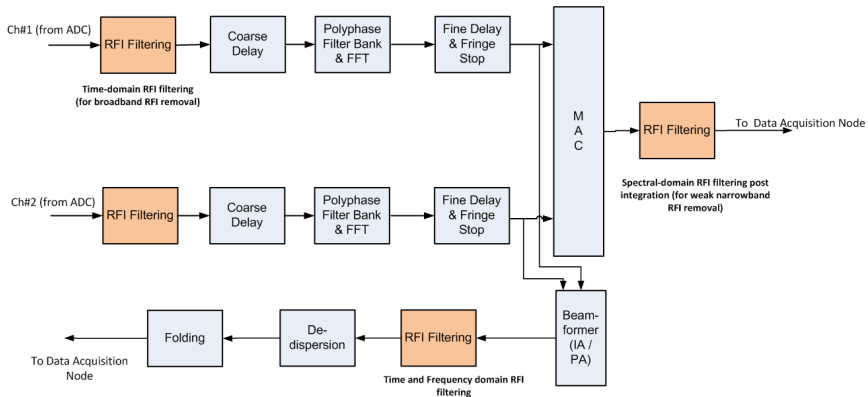 Ch#1 (from ADC)
RFI Filtering
Coarse
Delay
Polyphase
Filter Bank
& FFT
Fine Delay
& Fringe
Stop
Time-domain RFI filtering
(for broadband RFI removal)
M
A
C
RFI Filtering
To Data Acquisition Node
Spectral-domain RFI filtering post
integration (for weak narrowband
RFI removal)
Ch#2 (from ADC)
RFI Filtering
Coarse
Delay
Polyphase
Filter Bank
& FFT
Fine Delay
& Fringe
Stop
Beam-
former
(IA /
PA)
RFI Filtering
De-
dispersion
Folding
To Data Acquisition
Node
Time and Frequency domain RFI
filtering